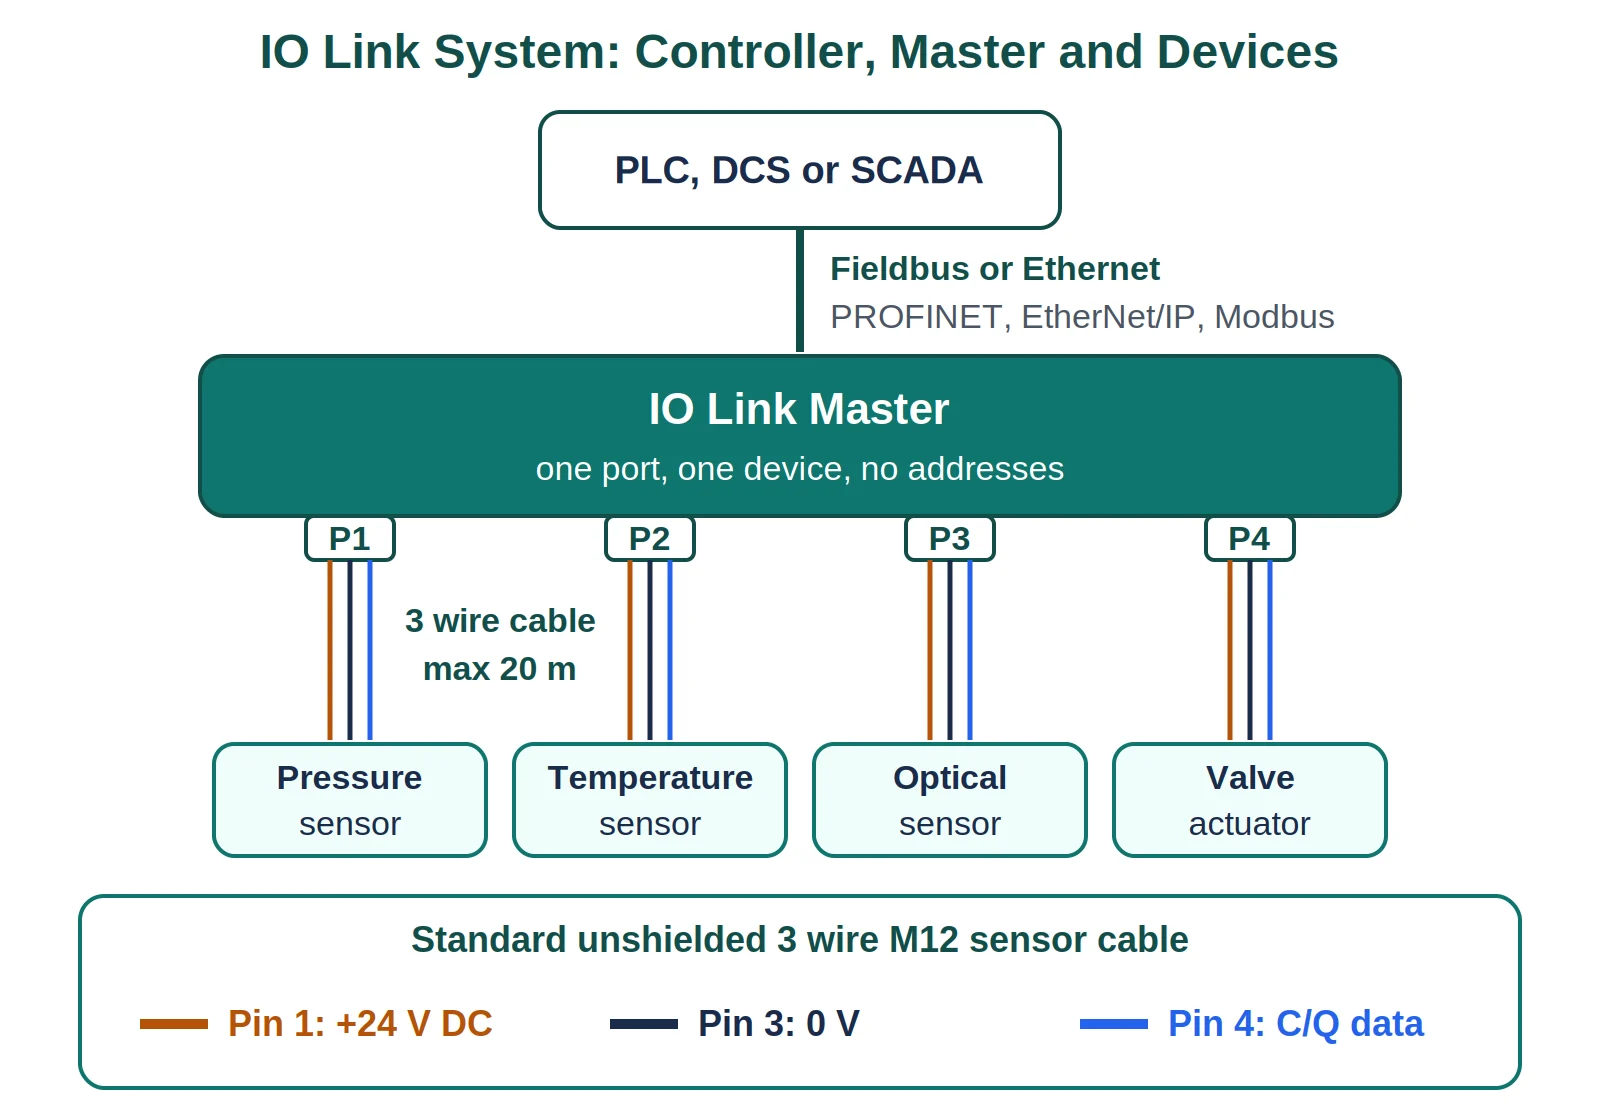 IO Link System: Controller, Master and Devices
PLC, DCS or SCADA
Fieldbus or Ethernet
PROFINET, EtherNet/IP, Modbus
IO Link Master
one port, one device, no addresses
P1
P2
P3
P4
3 wire cable
max 20 m
Pressure
sensor
Temperature
sensor
Optical
sensor
Valve
actuator
Standard unshielded 3 wire M12 sensor cable
Pin 1: +24 V DC
Pin 3: 0 V
Pin 4: C/Q data